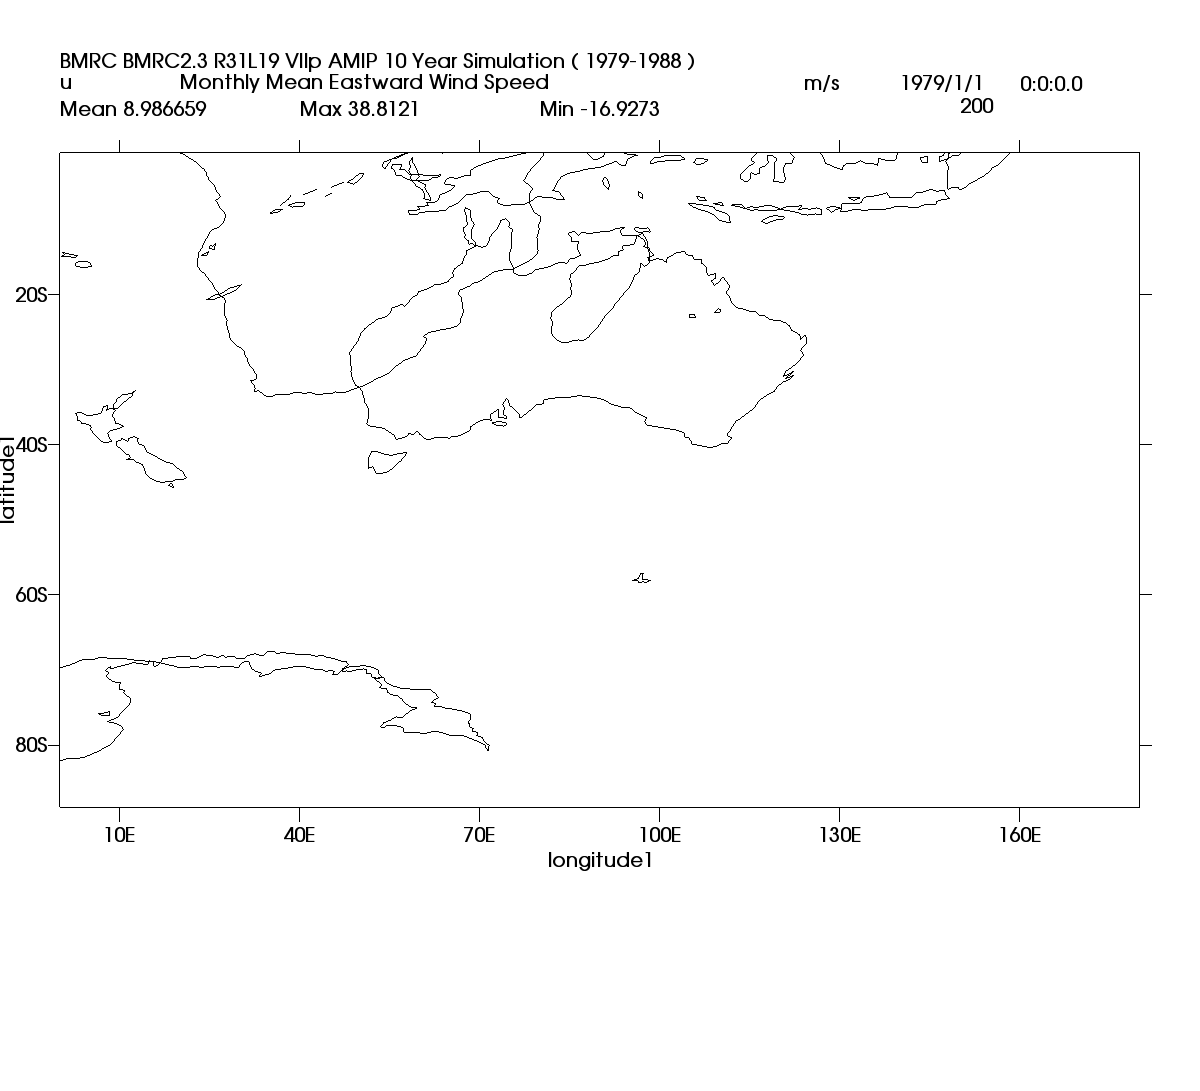 BMRC BMRC2.3 R31L19 VIIp AMIP 10 Year Simulation ( 1979-1988 )
u Monthly Mean Eastward Wind Speed m/s 1979/1/1 0:0:0.0
Mean 8.986659 Max 38.8121 Min -16.9273 200
20S
40S
latitude1
60S
80S
10E 40E 70E 100E 130E 160E
longitude1